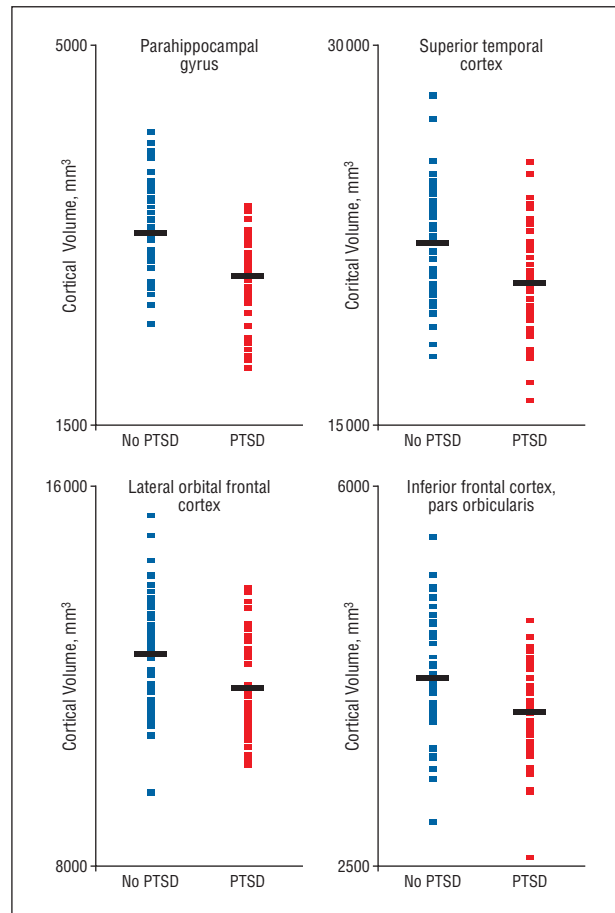 Parahippocampal
gyrus
5000
Cortical Volume, mm³
1500
No PTSD
PTSD
Superior temporal
cortex
30 000
Coritcal Volume, mm³
15 000
No PTSD
PTSD
Lateral orbital frontal
cortex
16 000
Cortical Volume, mm³
8000
No PTSD
PTSD
Inferior frontal cortex,
pars orbicularis
6000
Cortical Volume, mm³
2500
No PTSD
PTSD